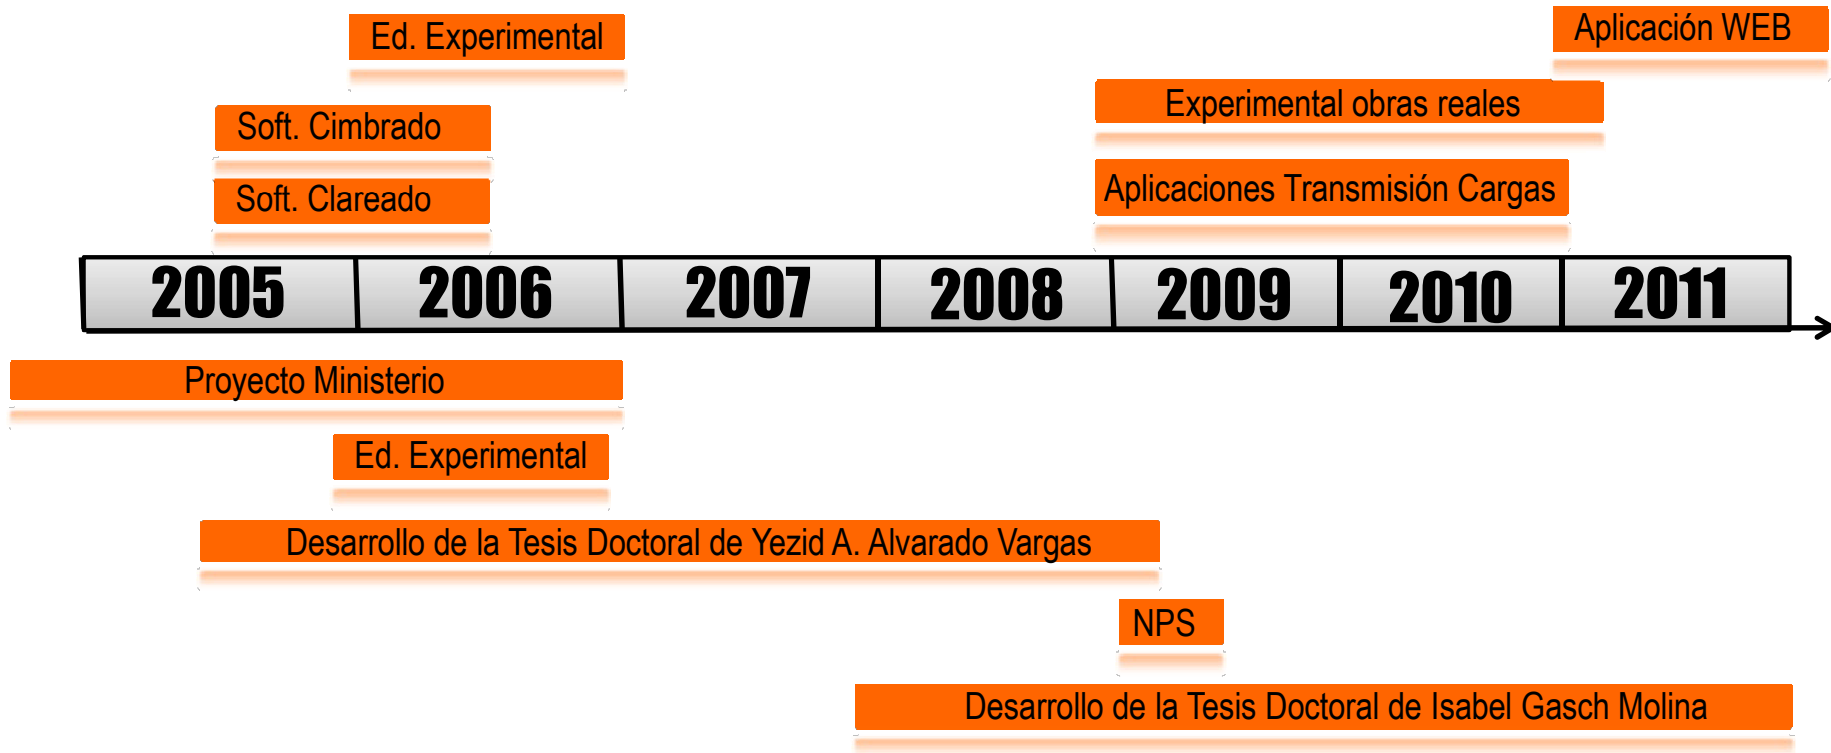 Aplicación WEB
Ed. Experimental
Experimental obras reales
Soft. Cimbrado
Aplicaciones Transmisión Cargas
Soft. Clareado
2005 2006 2007 2008 2009 2010 2011
Proyecto Ministerio
Ed. Experimental
Desarrollo de la Tesis Doctoral de Yezid A. Alvarado Vargas
NPS
Desarrollo de la Tesis Doctoral de Isabel Gasch Molina